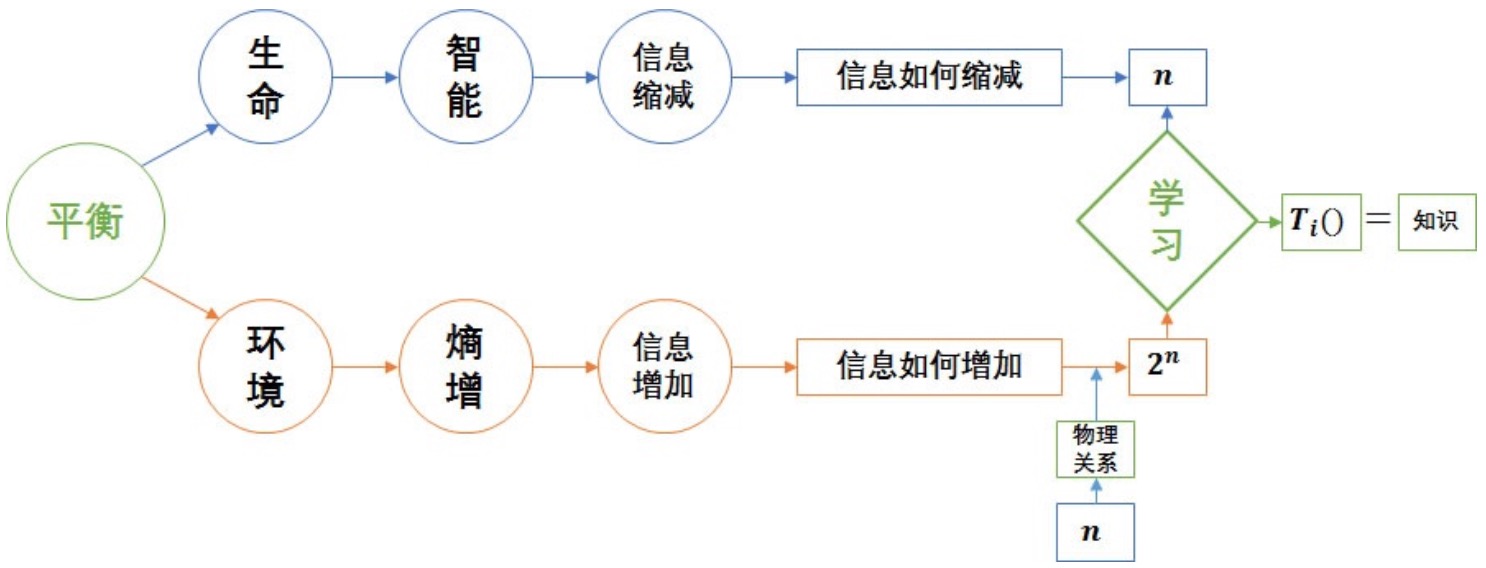 生
命
智
能
信息
缩减
信息如何缩减
n
平衡
学
习
T_i() = 知识
环
境
熵
增
信息
增加
信息如何增加
2^n
物理
关系
n